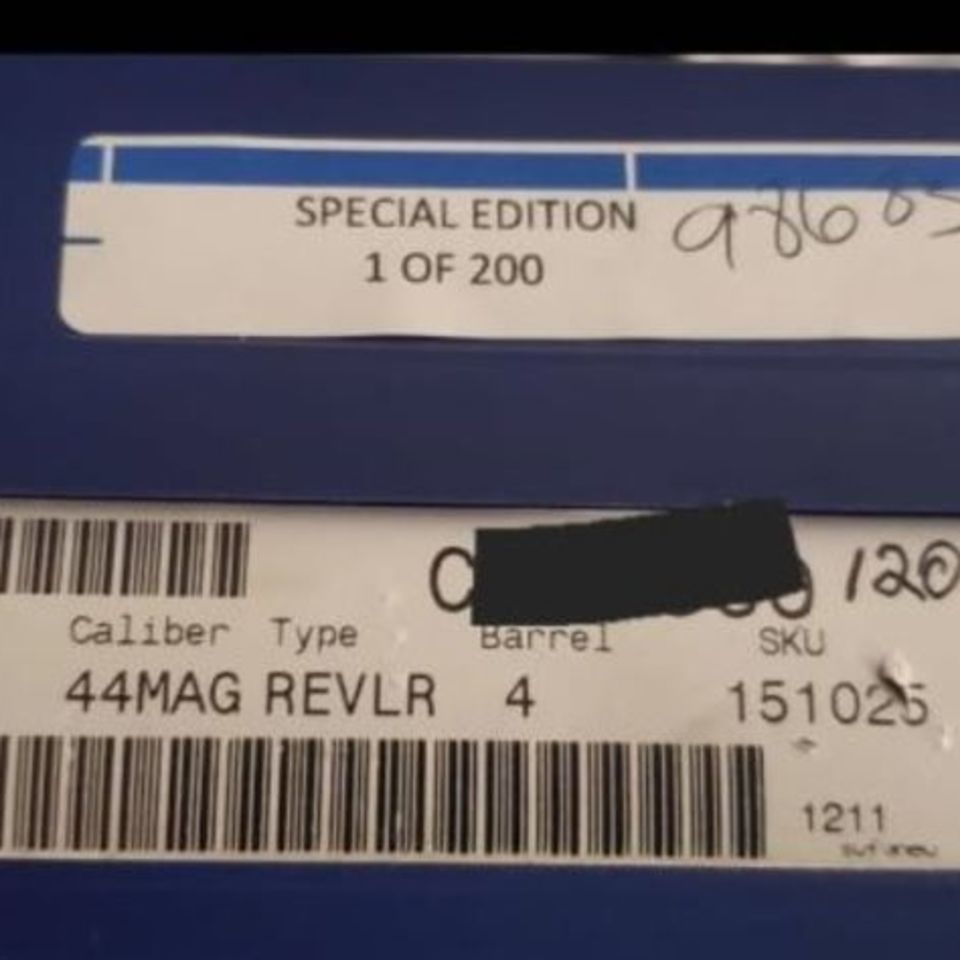 SPECIAL EDITION
1 OF 200
120
Caliber Type Barrel SKU
44MAG REVLR 4 151025
1211